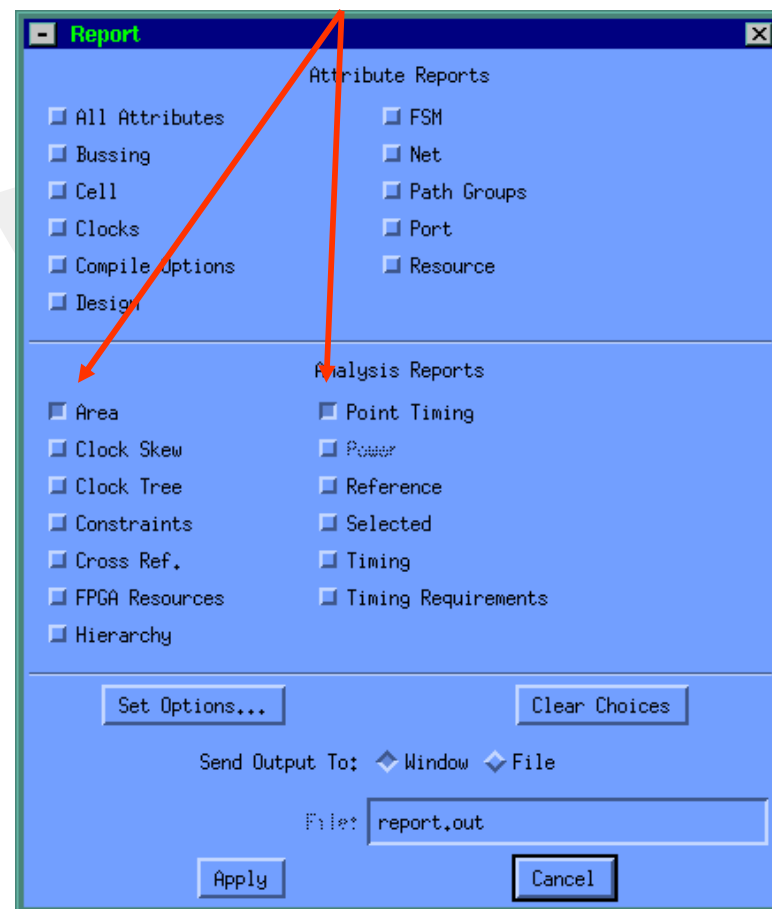 Report
Attribute Reports
All Attributes
FSM
Bussing
Net
Cell
Path Groups
Clocks
Port
Compile Options
Resource
Design
Analysis Reports
Area
Point Timing
Clock Skew
Power
Clock Tree
Reference
Constraints
Selected
Cross Ref.
Timing
FPGA Resources
Timing Requirements
Hierarchy
Set Options...
Clear Choices
Send Output To: Window File
File: report.out
Apply
Cancel